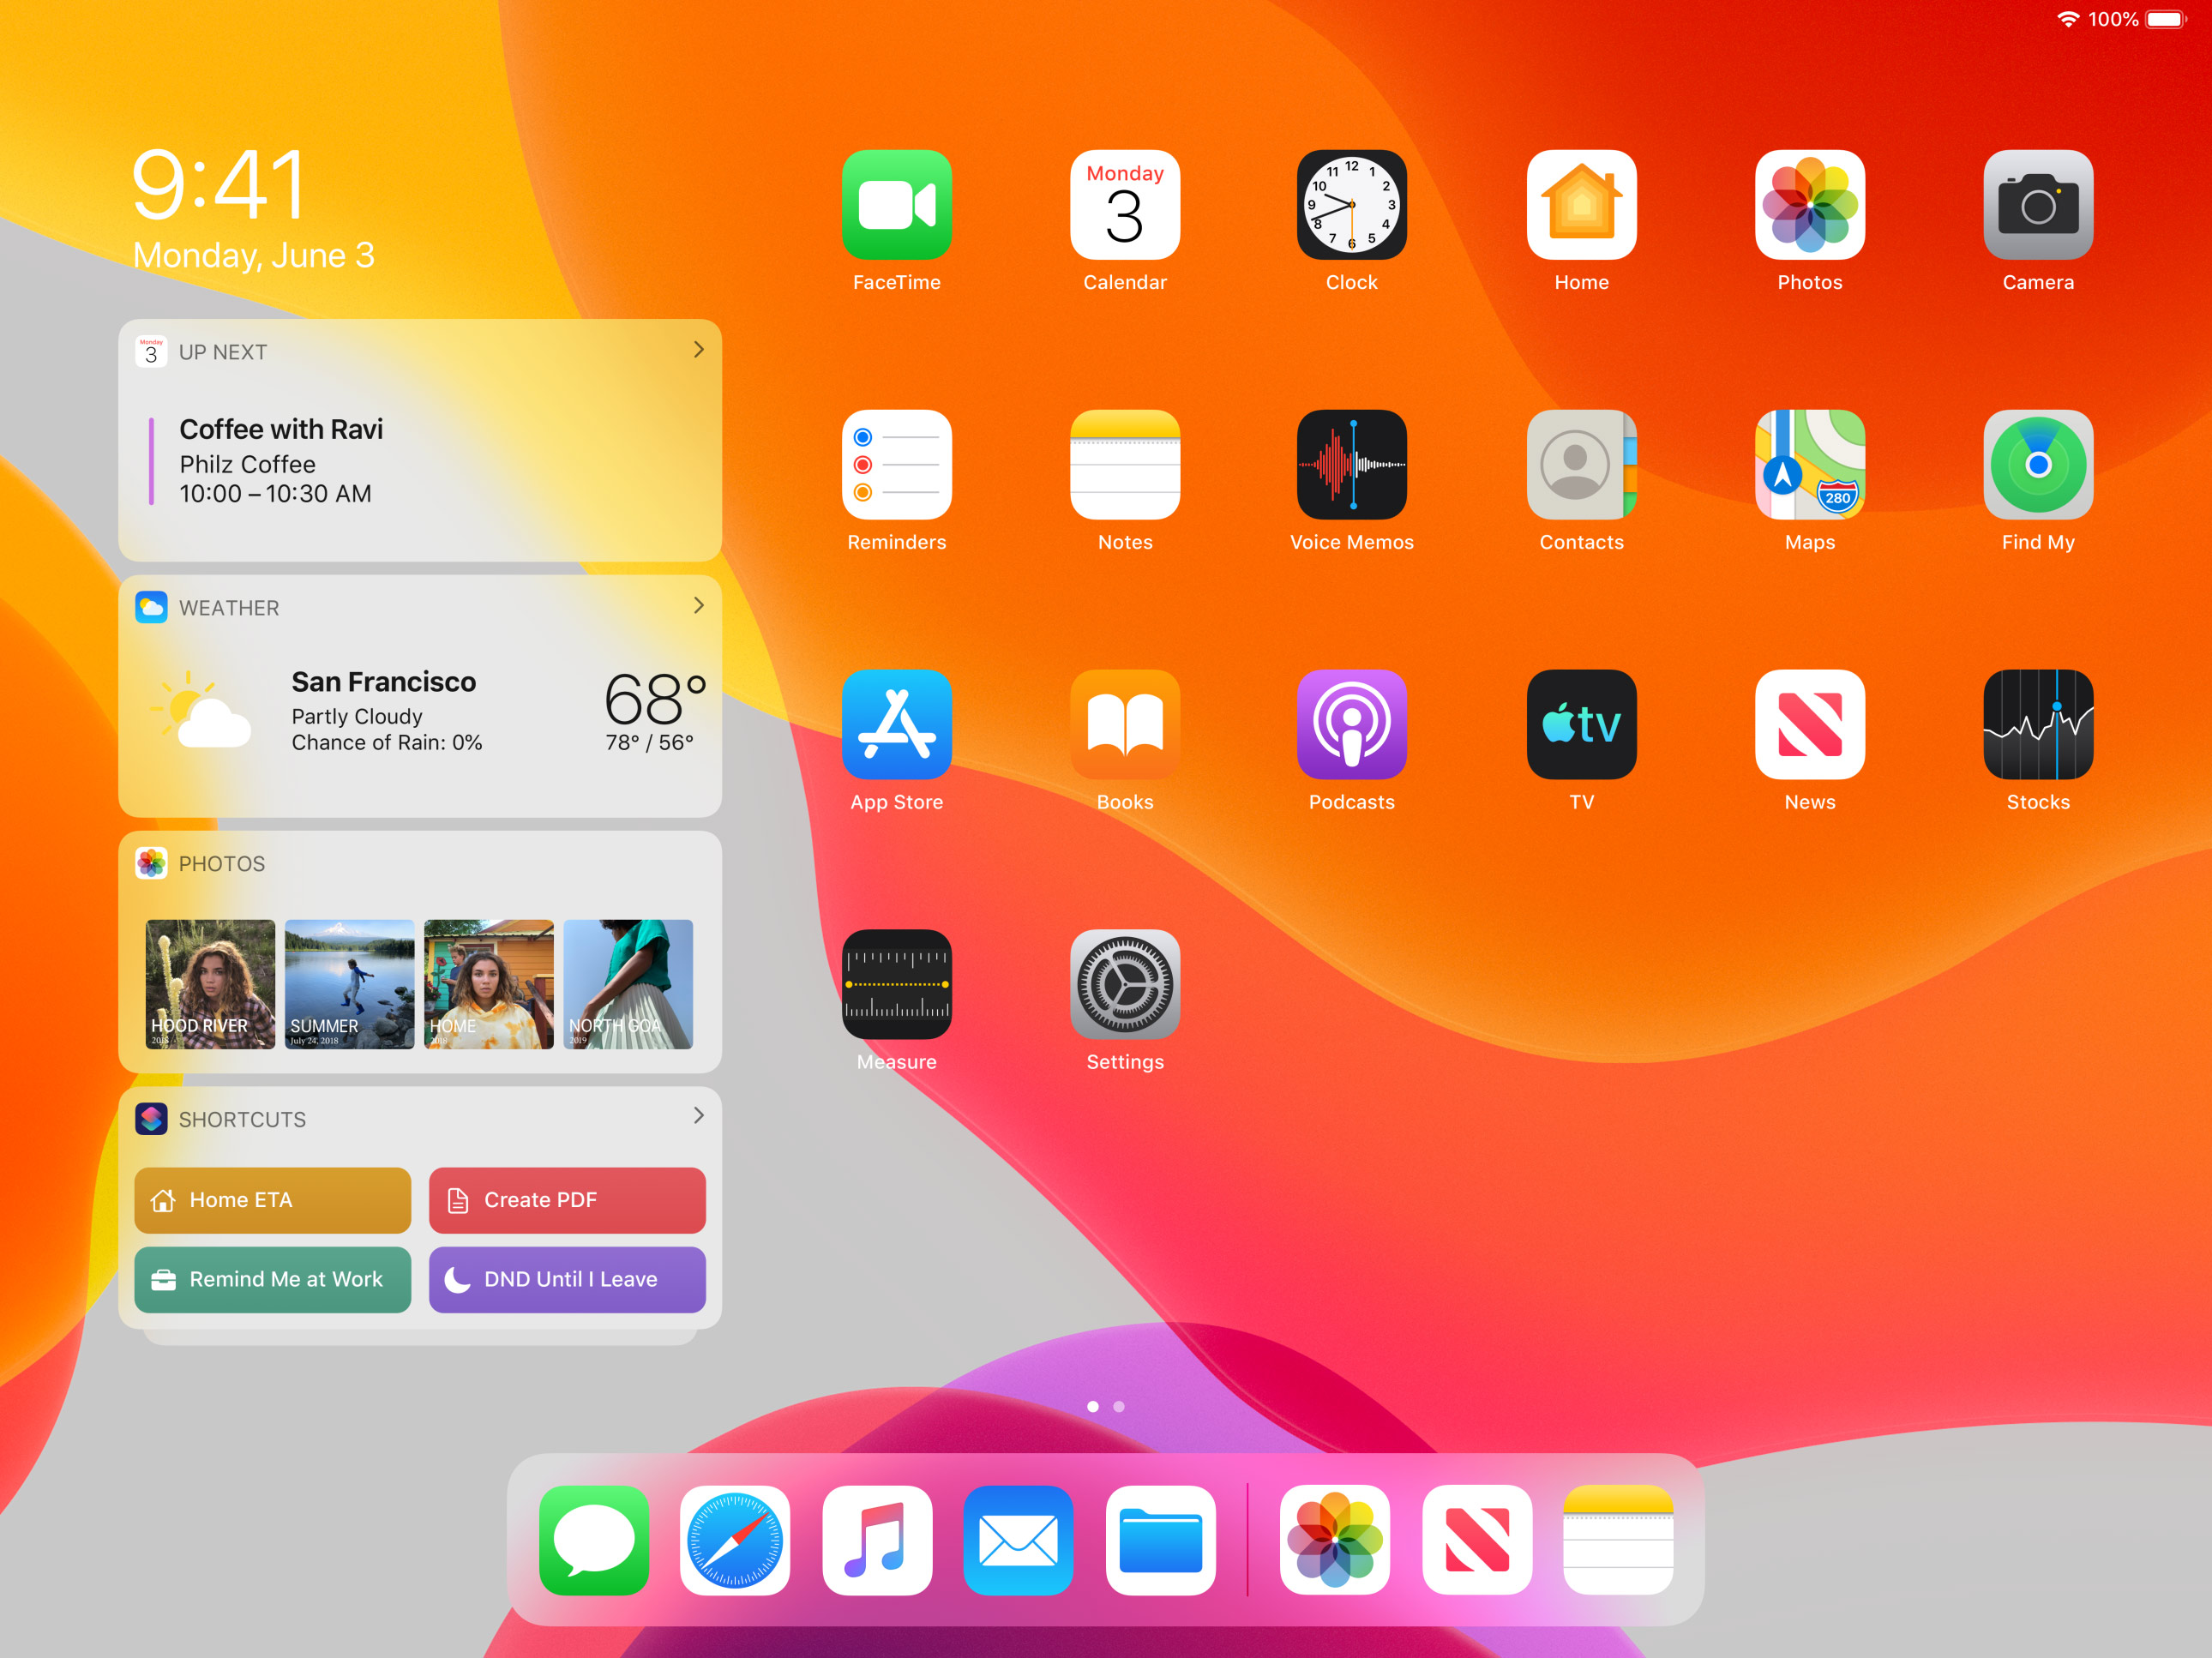 100%
9:41
Monday, June 3
Monday
3
UP NEXT
Coffee with Ravi
Philz Coffee
10:00 – 10:30 AM
WEATHER
San Francisco
Partly Cloudy
Chance of Rain: 0%
68°
78° / 56°
PHOTOS
HOOD RIVER
2018
SUMMER
July 24, 2018
HOME
2018
NORTH GOA
2019
SHORTCUTS
Home ETA
Create PDF
Remind Me at Work
DND Until I Leave
Monday
3
12
1
2
3
4
5
6
7
8
9
10
11
FaceTime
Calendar
Clock
Home
Photos
Camera
280
Reminders
Notes
Voice Memos
Contacts
Maps
Find My
tv
App Store
Books
Podcasts
TV
News
Stocks
Measure
Settings